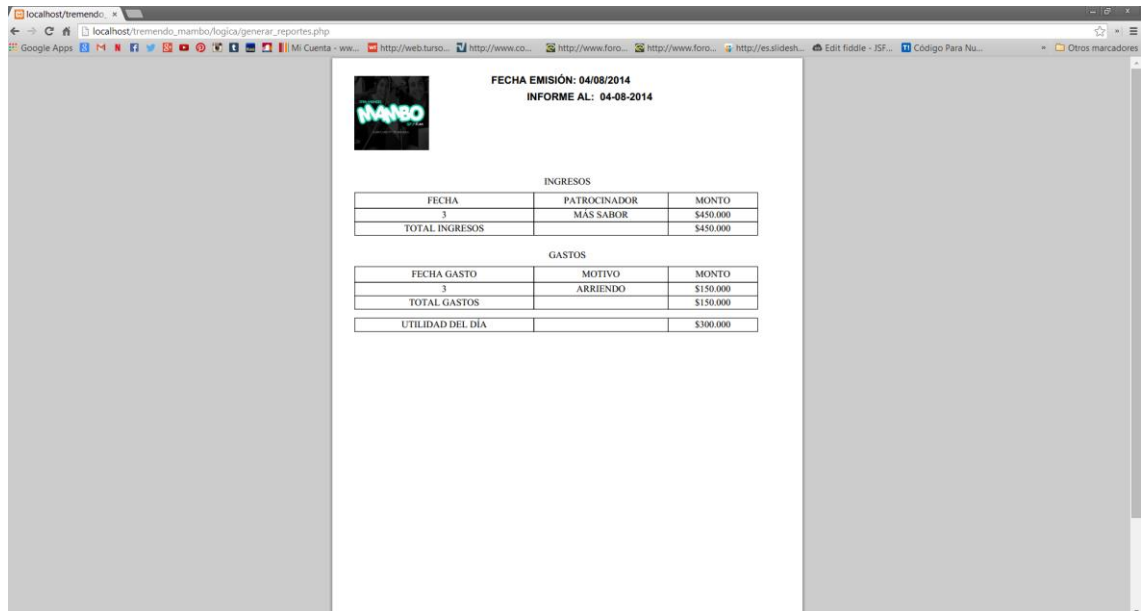 localhost/tremendo_
localhost/tremendo_mambo/logica/generar_reportes.php
Google Apps Mi Cuenta - ww... http://web.turso... http://www.co... http://www.foro... http://www.foro... http://es.slidesh... Edit fiddle - JSF... Código Para Nu... » Otros marcadores
FECHA EMISIÓN: 04/08/2014
INFORME AL: 04-08-2014
MAMBO
INGRESOS
FECHA PATROCINADOR MONTO
3 MÁS SABOR $450.000
TOTAL INGRESOS $450.000
GASTOS
FECHA GASTO MOTIVO MONTO
3 ARRIENDO $150.000
TOTAL GASTOS $150.000
UTILIDAD DEL DÍA $300.000